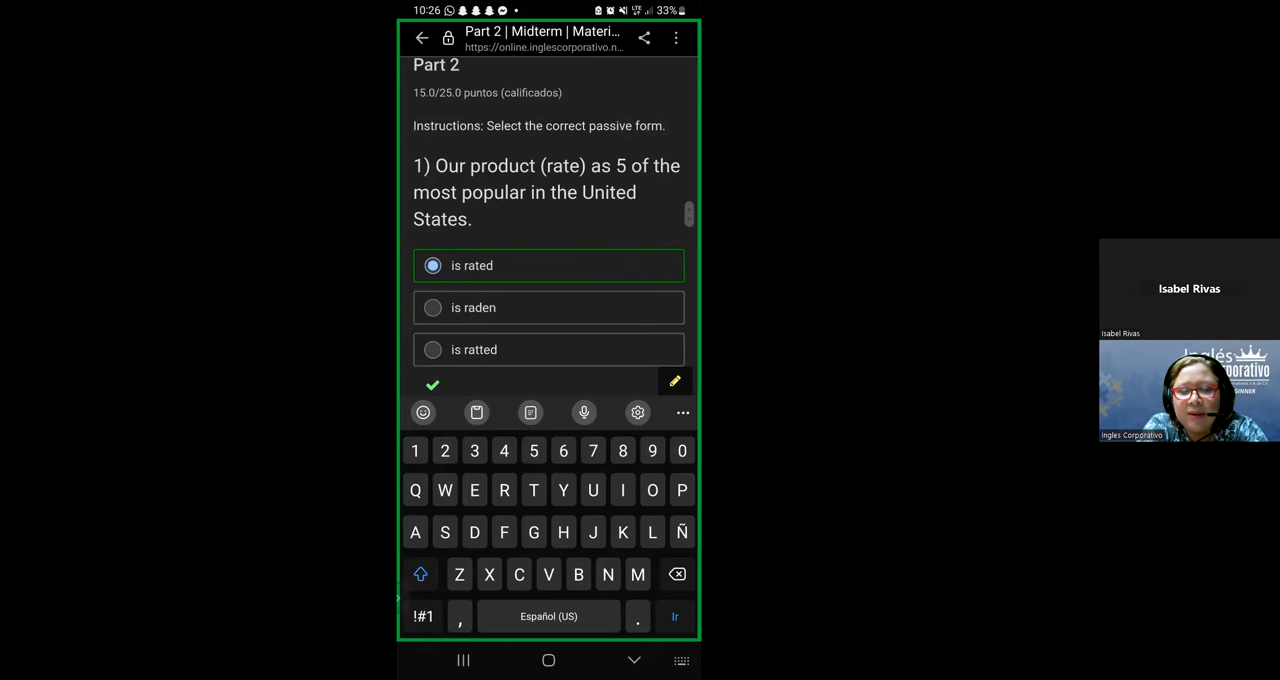 10:26 LTE 33%
Part 2 | Midterm | Materi...
https://online.inglescorporativo.n...
Part 2
15.0/25.0 puntos (calificados)
Instructions: Select the correct passive form.
1) Our product (rate) as 5 of the
most popular in the United
States.
is rated
is raden
is ratted
1 2 3 4 5 6 7 8 9 0
Q W E R T Y U I O P
A S D F G H J K L Ñ
Z X C V B N M
!#1 , Español (US) . Ir
Isabel Rivas
Isabel Rivas
Inglés
Ingles Corporativo